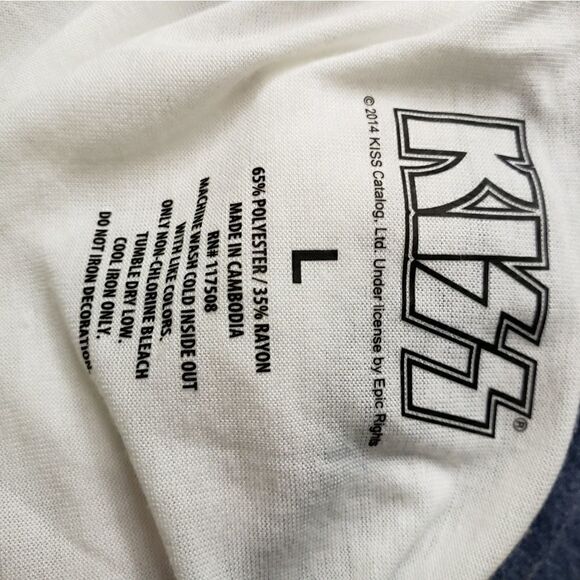 KISS®
© 2014 KISS Catalog, Ltd. Under license by Epic Rights
L
65% POLYESTER / 35% RAYON
MADE IN CAMBODIA
RN# 117508
MACHINE WASH COLD INSIDE OUT
WITH LIKE COLORS.
ONLY NON-CHLORINE BLEACH
TUMBLE DRY LOW.
COOL IRON ONLY.
DO NOT IRON DECORATION.